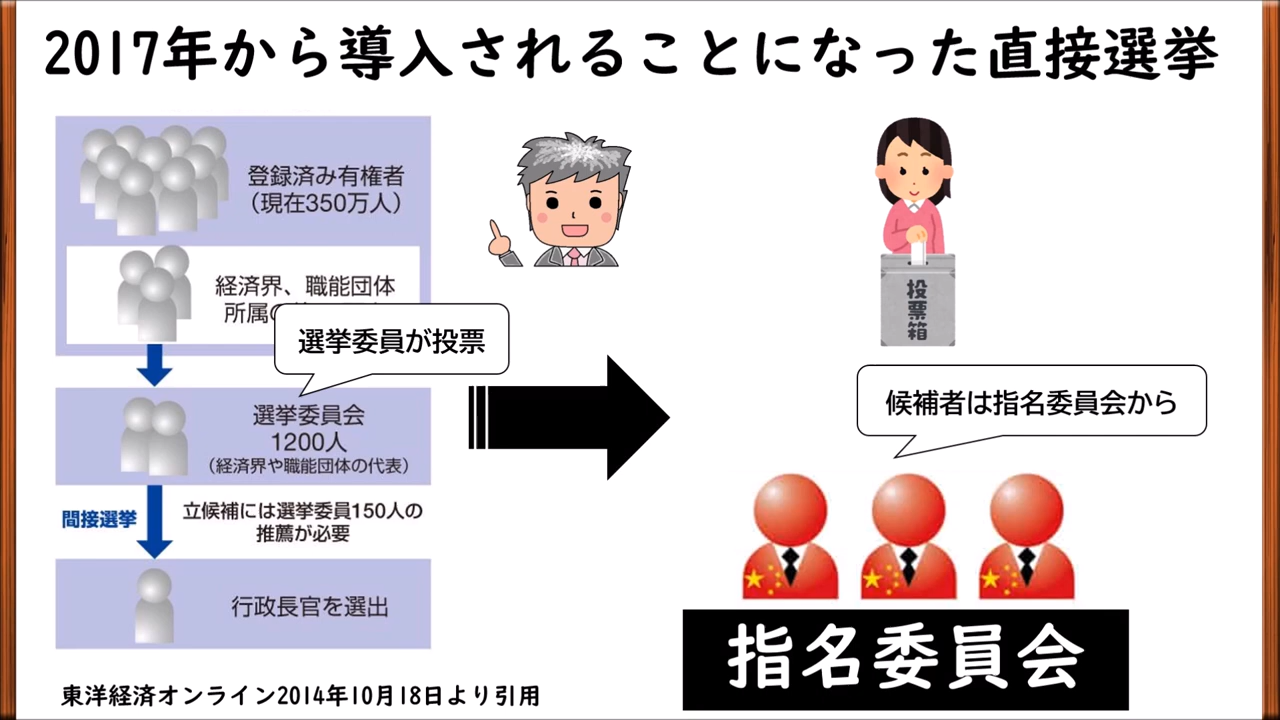 2017年から導入されることになった直接選挙
登録済み有権者
（現在350万人）
経済界、職能団体
所属の
選挙委員が投票
選挙委員会
1200人
（経済界や職能団体の代表）
間接選挙
立候補には選挙委員150人の
推薦が必要
行政長官を選出
東洋経済オンライン2014年10月18日より引用
投票箱
候補者は指名委員会から
指名委員会